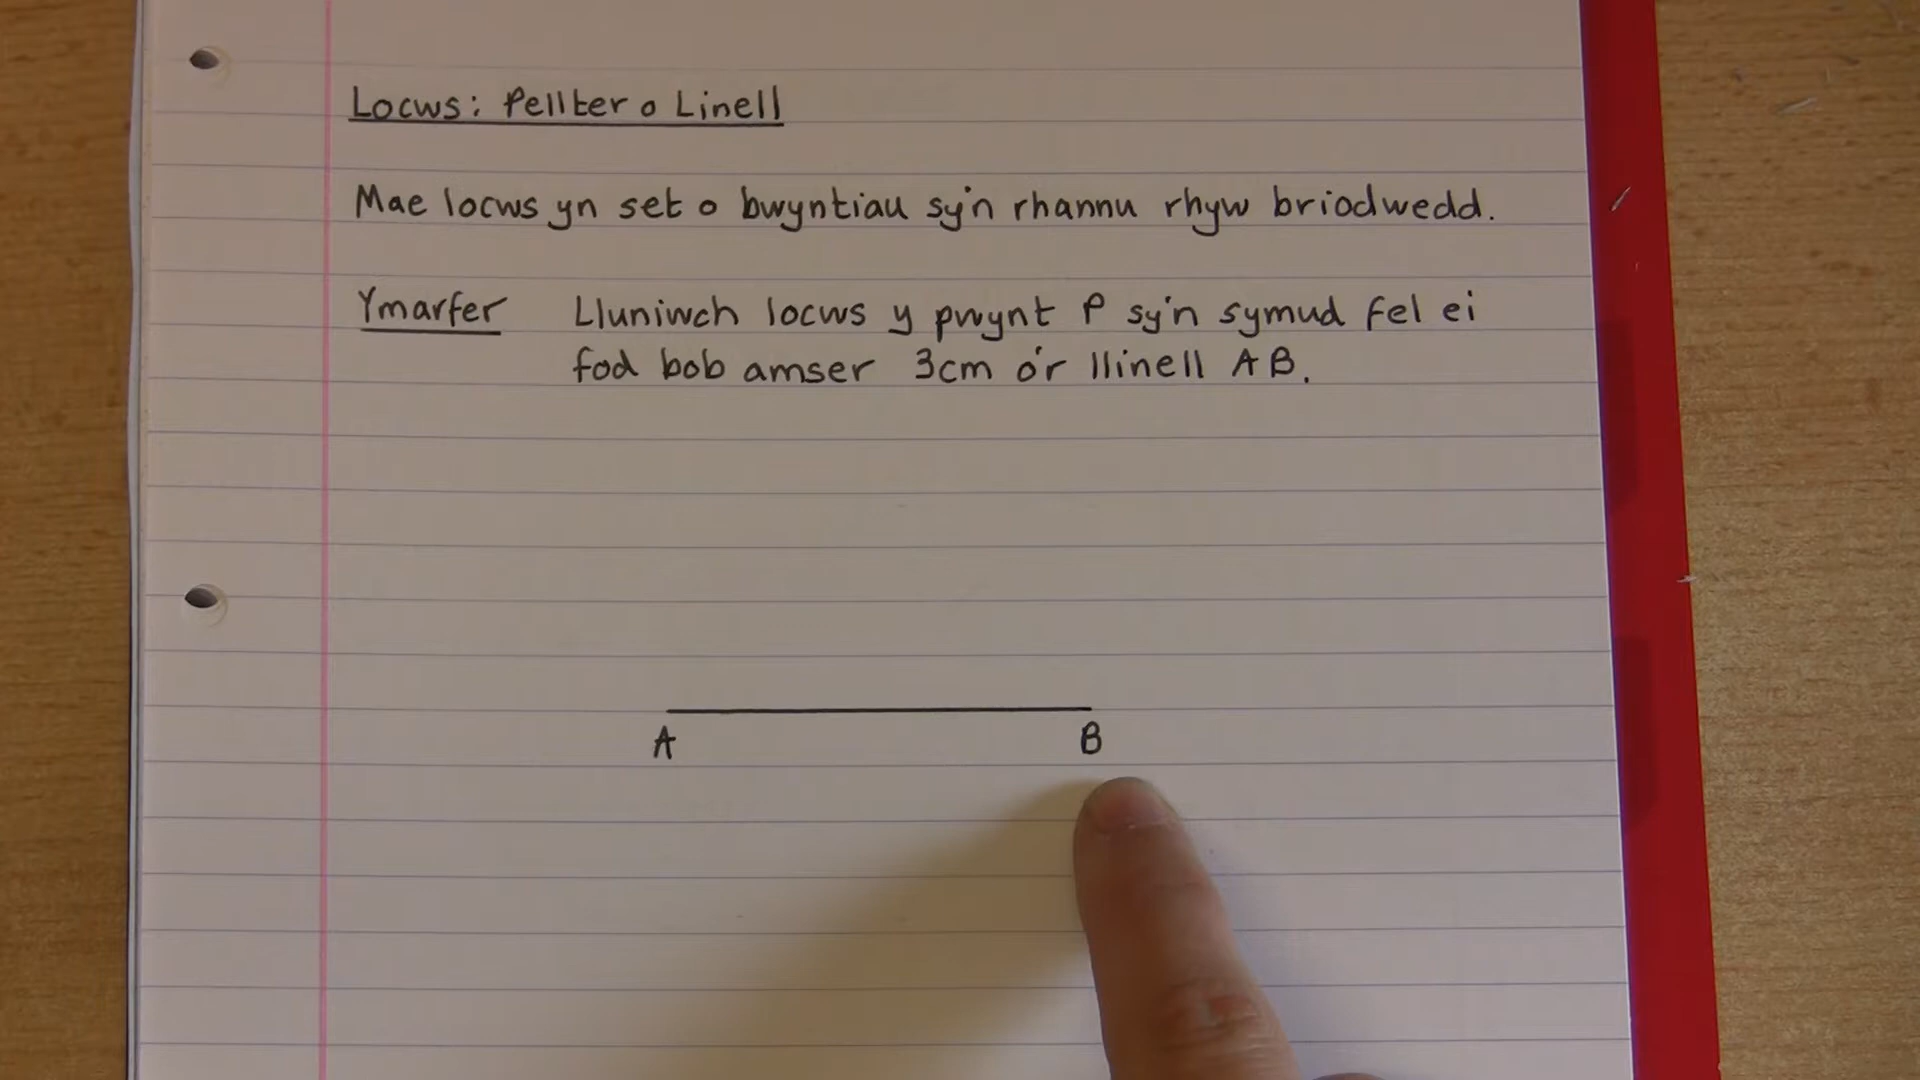 Locws: Pellter o Linell
Mae locws yn set o bwyntiau sy'n rhannu rhyw briodwedd.
Ymarfer Lluniwch locws y pwynt P sy'n symud fel ei
fod bob amser 3cm o'r llinell AB.
A B